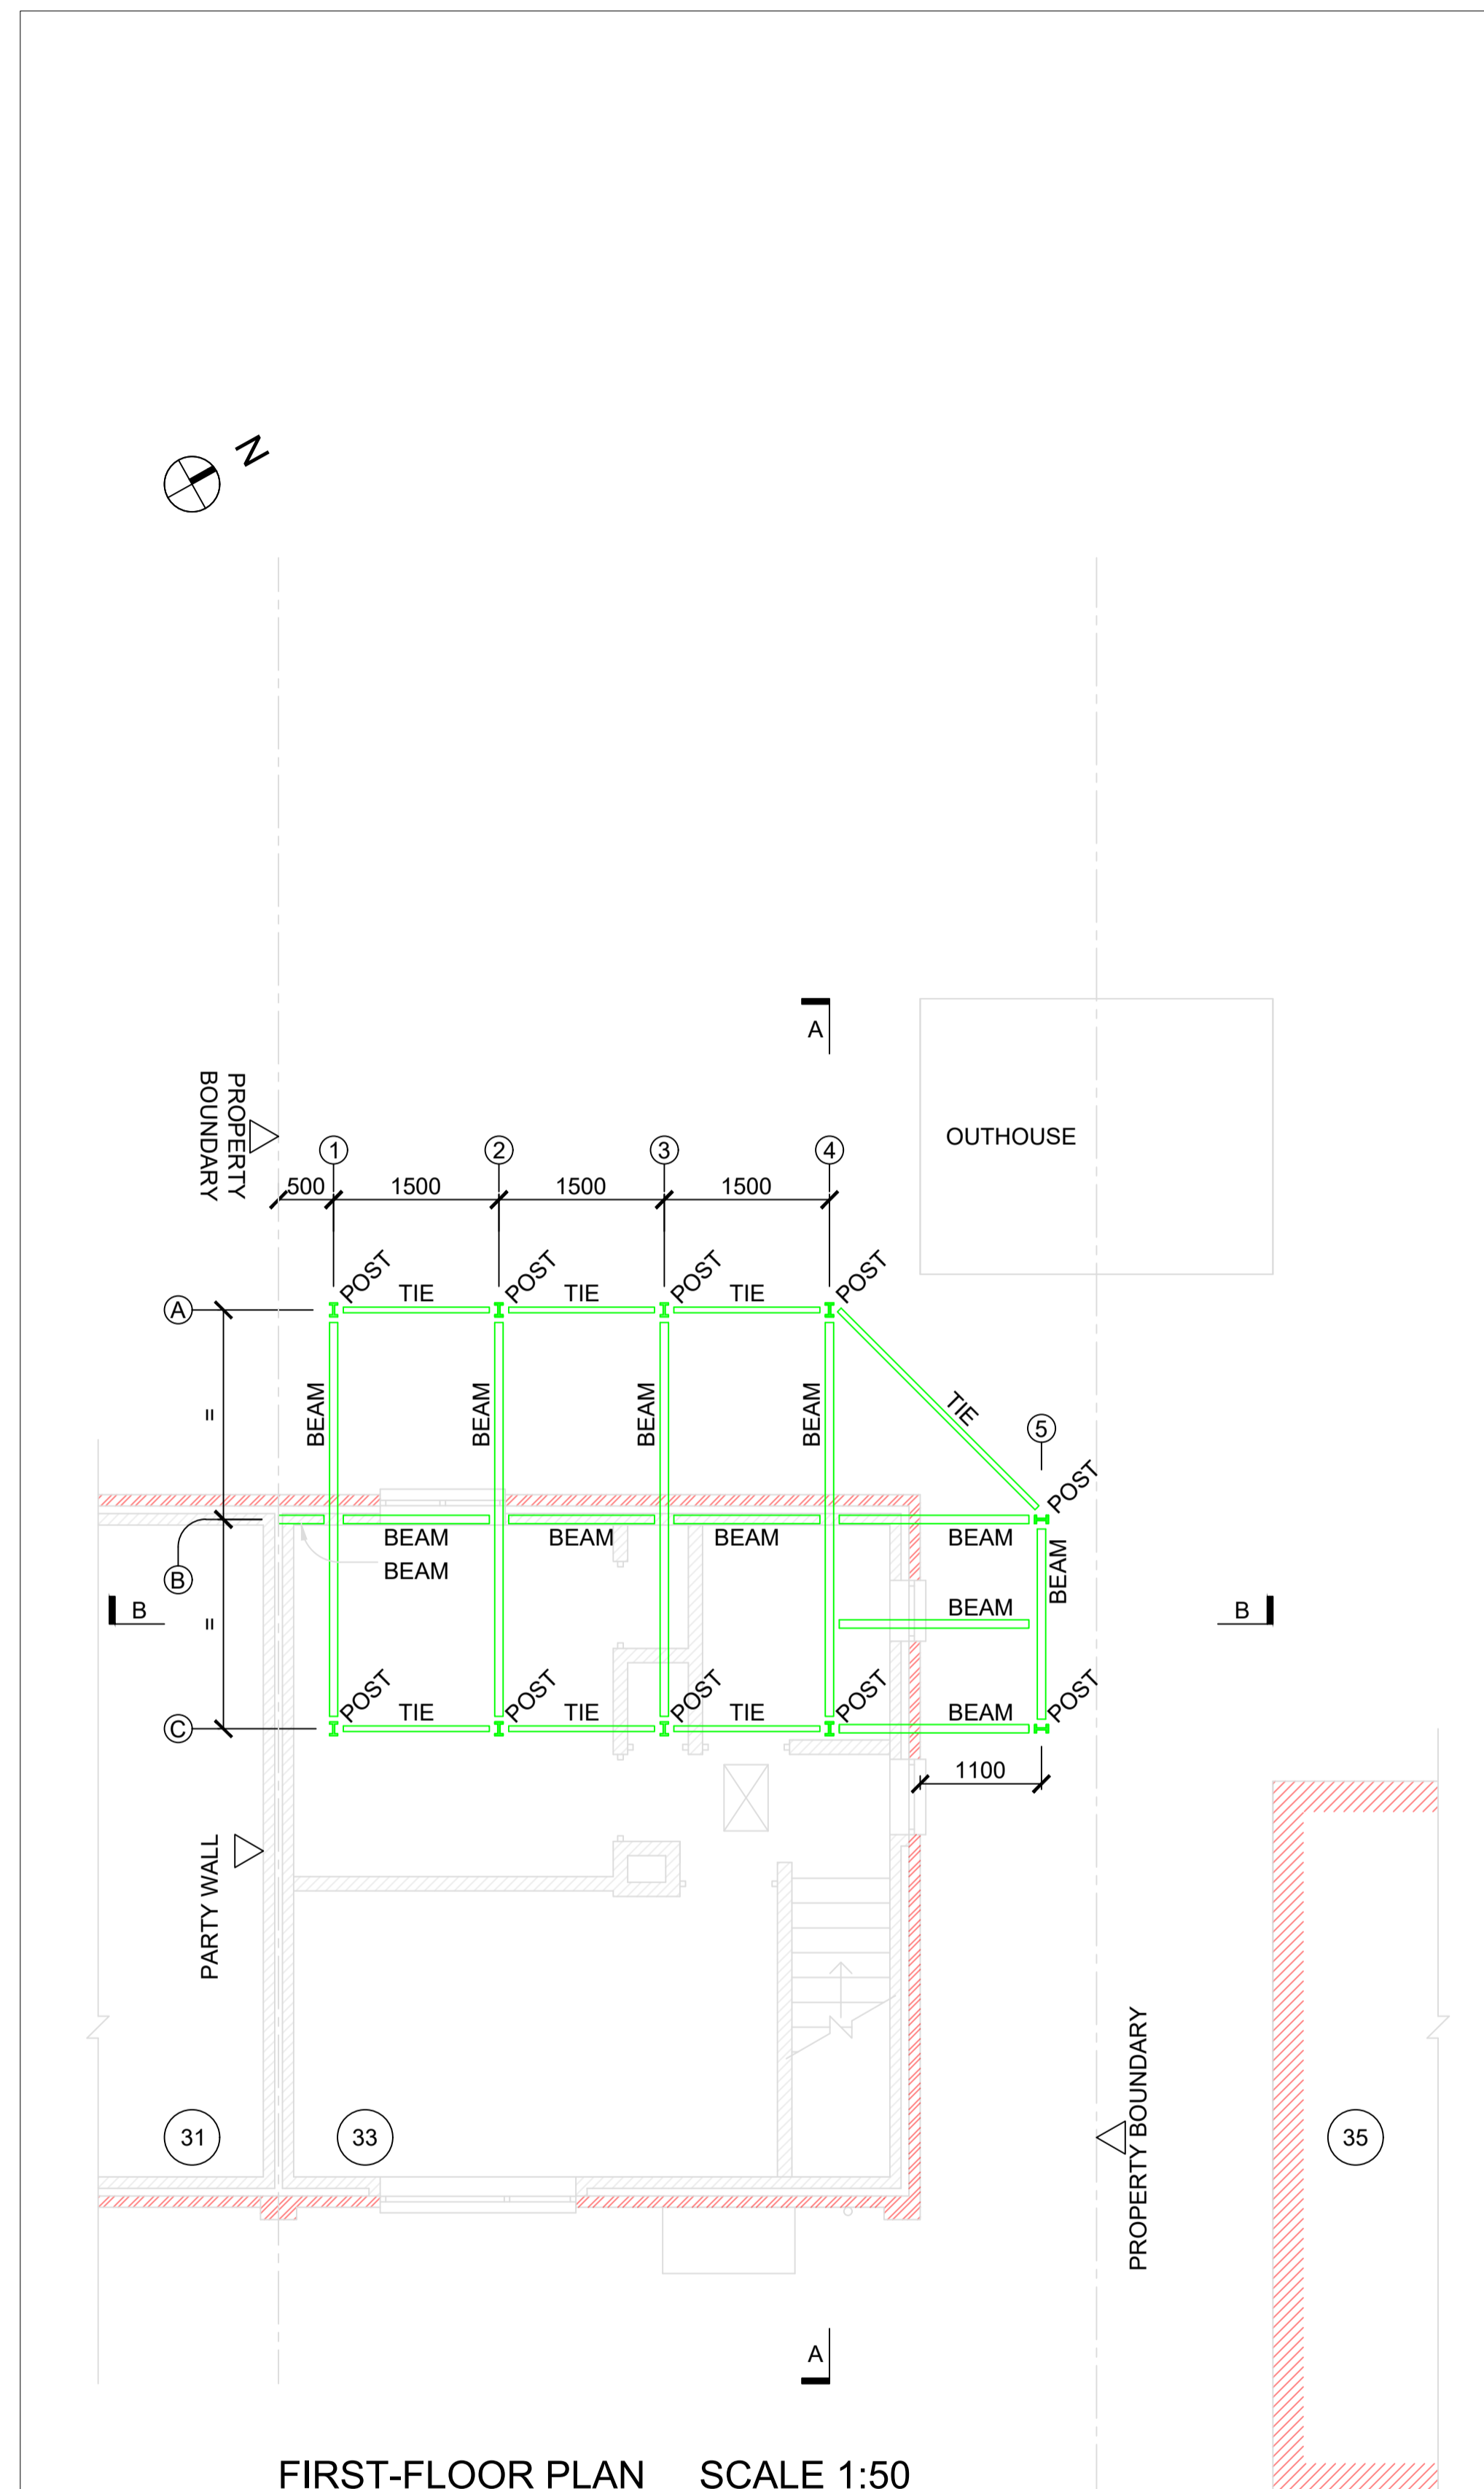 N
A
OUTHOUSE
PROPERTY
BOUNDARY
1
2
3
4
500
1500
1500
1500
POST
POST
POST
POST
A
TIE
TIE
TIE
BEAM
BEAM
BEAM
BEAM
=
TIE
5
POST
BEAM
BEAM
BEAM
BEAM
BEAM
BEAM
B
B
BEAM
B
=
POST
POST
POST
POST
POST
C
TIE
TIE
TIE
BEAM
1100
PARTY WALL
PROPERTY BOUNDARY
31
33
35
A
FIRST-FLOOR PLAN SCALE 1:50